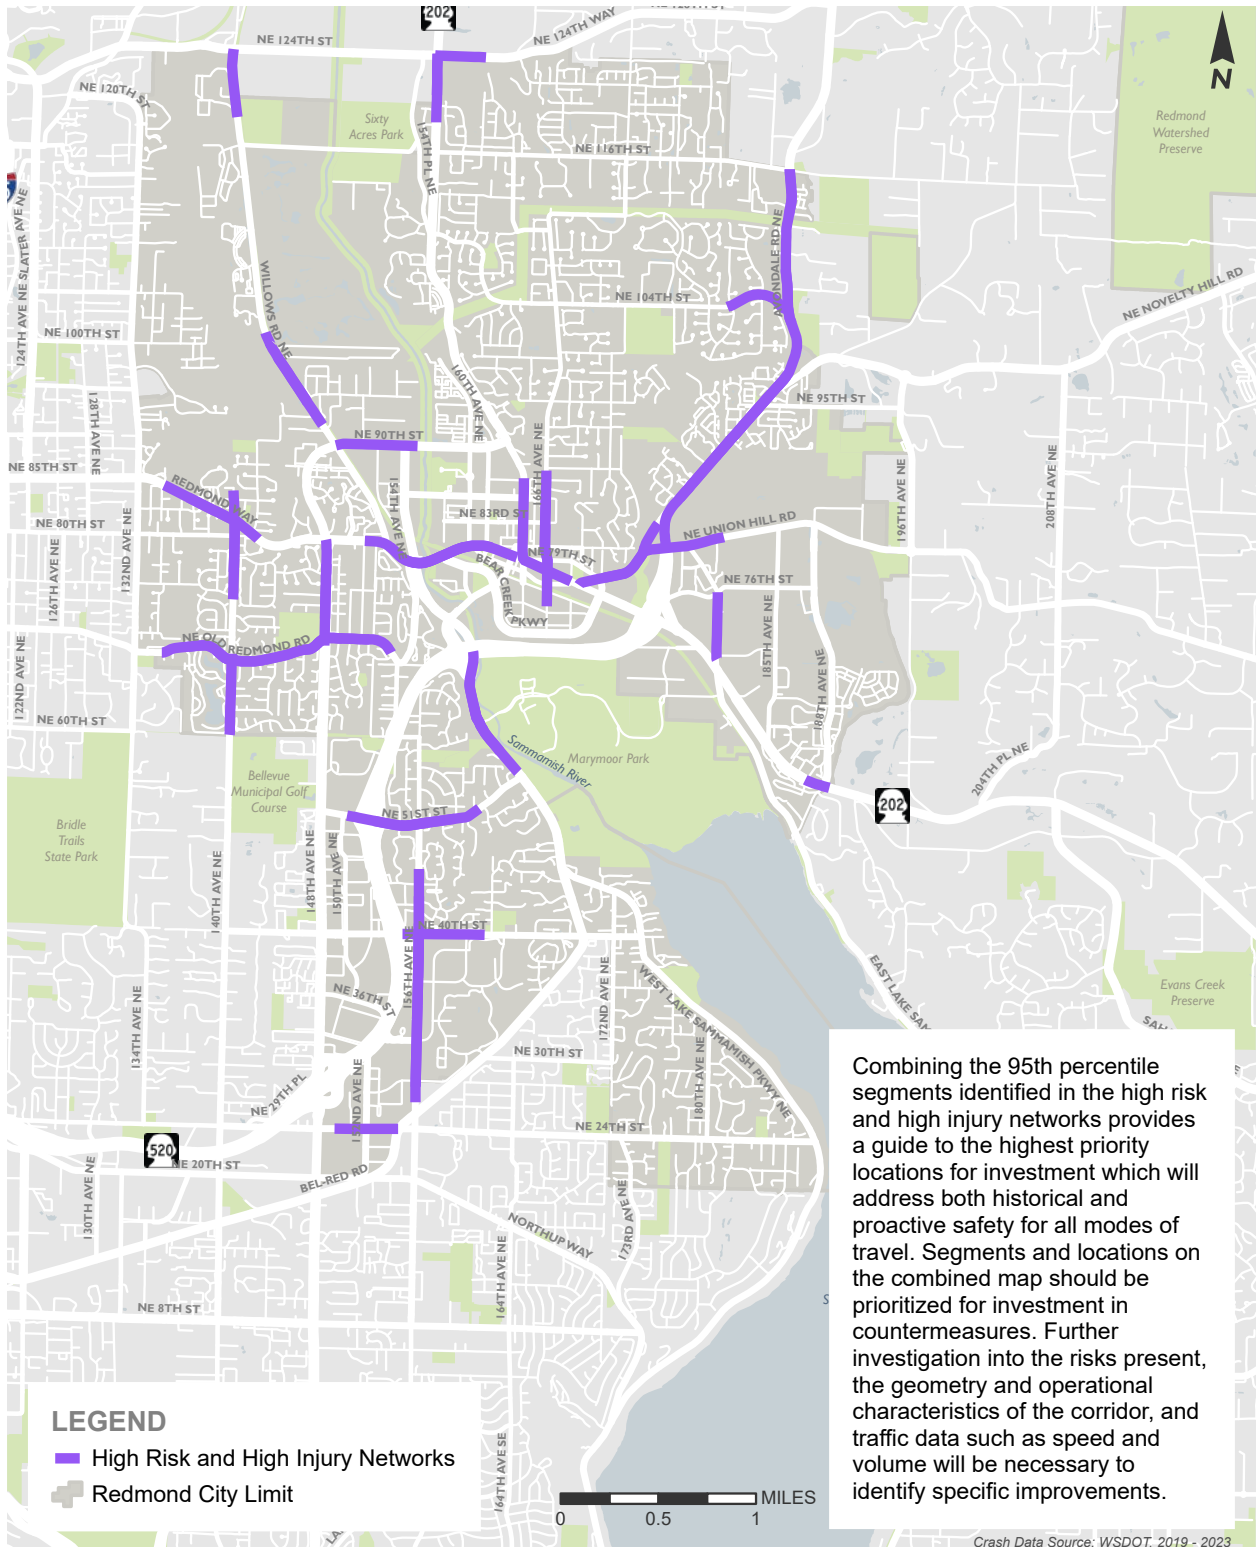 202
NE 124TH WAY
NE 124TH ST
N
NE 120TH ST
Sixty
Acres Park
Redmond
Watershed
Preserve
154TH PL NE
NE 116TH ST
124TH AVE NE
SLATER AVE NE
WILLOWS RD NE
AVONDALE RD NE
NE 104TH ST
NE NOVELTY HILL RD
NE 100TH ST
160TH AVE NE
128TH AVE NE
NE 95TH ST
NE 90TH ST
NE 85TH ST
REDMOND WAY
154TH AVE NE
166TH AVE NE
196TH AVE NE
208TH AVE NE
NE 80TH ST
NE 83RD ST
NE UNION HILL RD
132ND AVE NE
126TH AVE NE
NE 79TH ST
BEAR CREEK PKWY
NE 76TH ST
185TH AVE NE
188TH AVE NE
NE OLD REDMOND RD
122ND AVE NE
NE 60TH ST
Sammamish River
Marymoor Park
204TH PL NE
Bellevue
Municipal Golf
Course
202
NE 51ST ST
Bridle
Trails
State Park
148TH AVE NE
150TH AVE NE
140TH AVE NE
NE 40TH ST
156TH AVE NE
NE 36TH ST
172ND AVE NE
WEST LAKE SAMMAMISH PKWY NE
EAST LAKE SAM
Evans Creek
Preserve
134TH AVE NE
NE 30TH ST
180TH AVE NE
NE 29TH PL
NE 24TH ST
520
NE 20TH ST
BEL-RED RD
130TH AVE NE
NORTHUP WAY
173RD AVE NE
164TH AVE NE
NE 8TH ST
164TH AVE SE
Combining the 95th percentile
segments identified in the high risk
and high injury networks provides
a guide to the highest priority
locations for investment which will
address both historical and
proactive safety for all modes of
travel. Segments and locations on
the combined map should be
prioritized for investment in
countermeasures. Further
investigation into the risks present,
the geometry and operational
characteristics of the corridor, and
traffic data such as speed and
volume will be necessary to
identify specific improvements.
LEGEND
High Risk and High Injury Networks
Redmond City Limit
MILES
0 0.5 1
Crash Data Source: WSDOT, 2019 - 2023